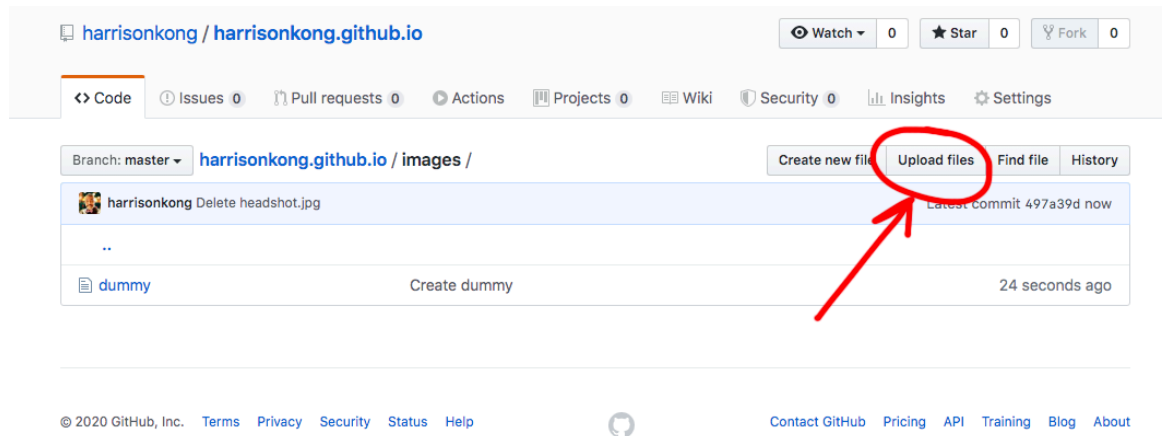 harrisonkong / harrisonkong.github.io Watch 0 Star 0 Fork 0
Code Issues 0 Pull requests 0 Actions Projects 0 Wiki Security 0 Insights Settings
Branch: master harrisonkong.github.io / images / Create new file Upload files Find file History
harrisonkong Delete headshot.jpg Latest commit 497a39d now
..
dummy Create dummy 24 seconds ago
© 2020 GitHub, Inc. Terms Privacy Security Status Help Contact GitHub Pricing API Training Blog About